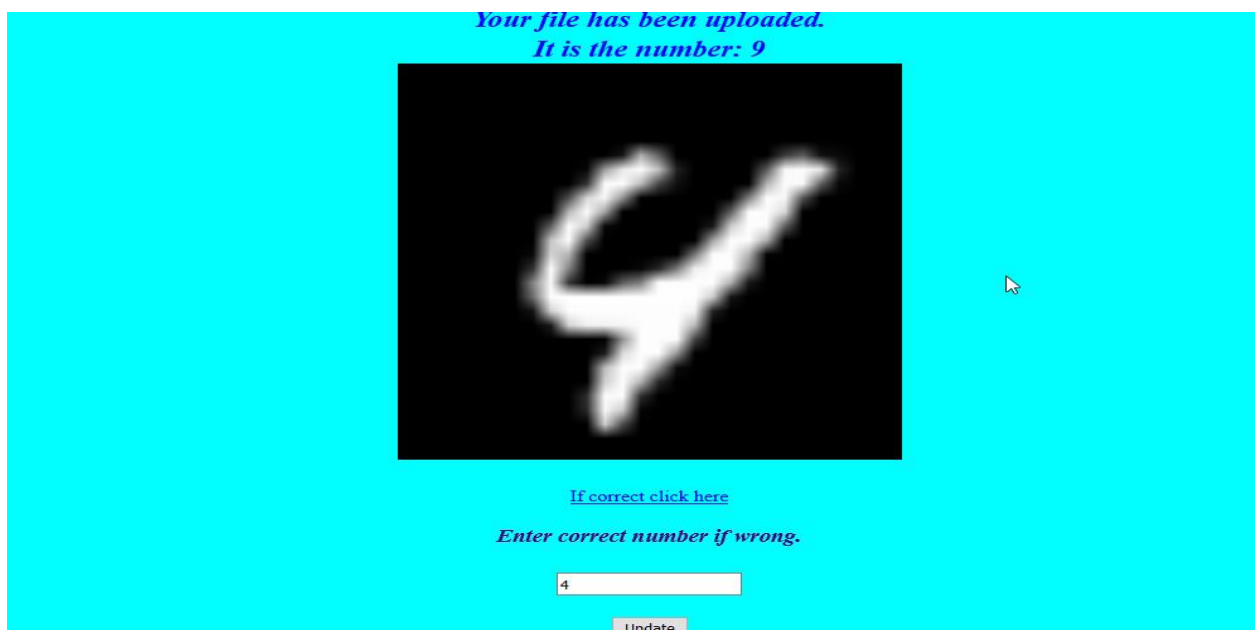 Your file has been uploaded.
It is the number: 9
4
If correct click here
Enter correct number if wrong.
4
Update